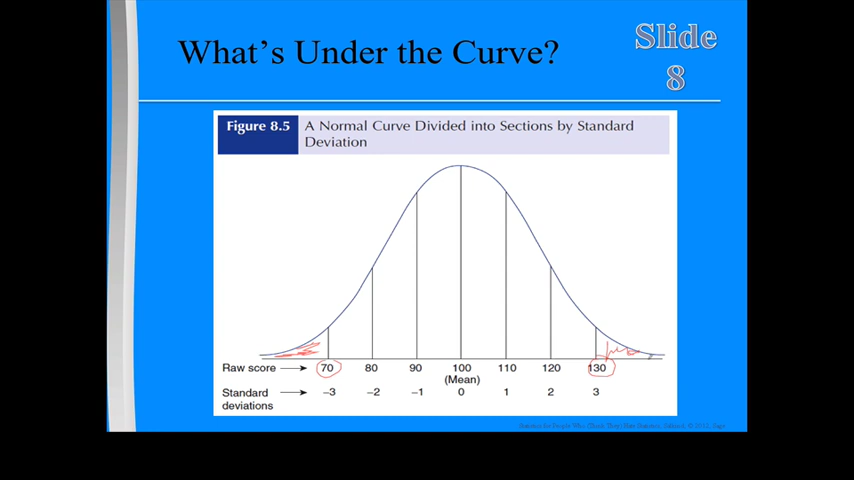 What's Under the Curve?
Slide
8
Figure 8.5 A Normal Curve Divided into Sections by Standard
Deviation
Raw score 70 80 90 100 110 120 130
(Mean)
Standard −3 −2 −1 0 1 2 3
deviations